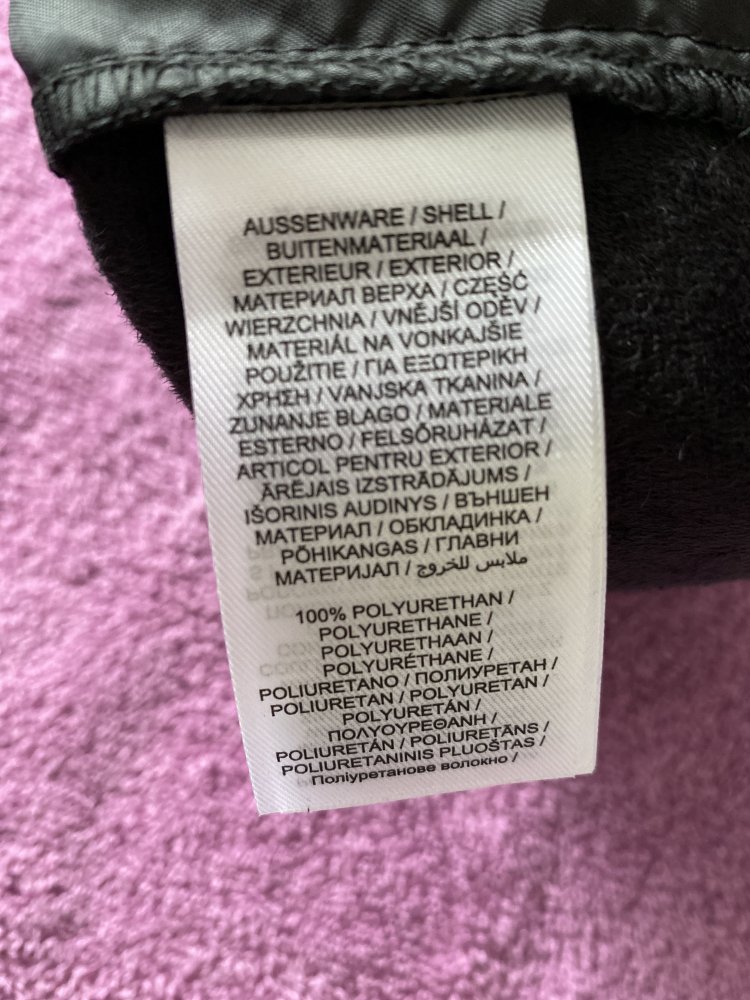 AUSSENWARE / SHELL /
BUITENMATERIAAL /
EXTERIEUR / EXTERIOR /
МАТЕРИАЛ ВЕРХА / CZĘŚĆ
WIERZCHNIA / VNĚJŠÍ ODĚV /
MATERIÁL NA VONKAJŠIE
POUŽITIE / ΓΙΑ ΕΞΩΤΕΡΙΚΗ
ΧΡΗΣΗ / VANJSKA TKANINA /
ZUNANJE BLAGO / MATERIALE
ESTERNO / FELSŐRUHÁZAT /
ARTICOL PENTRU EXTERIOR /
ĀRĒJAIS IZSTRĀDĀJUMS /
IŠORINIS AUDINYS / ВЪНШЕН
МАТЕРИАЛ / ОБКЛАДИНКА /
PÕHIKANGAS / ГЛАВНИ
МАТЕРИЈАЛ / ملابس للخروج
100% POLYURETHAN /
POLYURETHANE /
POLYURETHAAN /
POLYURÉTHANE /
POLIURETANO / ПОЛИУРЕТАН /
POLIURETAN / POLYURETAN /
POLYURETÁN /
ΠΟΛΥΟΥΡΕΘΑΝΗ /
POLIURETÁN / POLIURETĀNS /
POLIURETANINIS PLUOŠTAS /
Поліуретанове волокно /